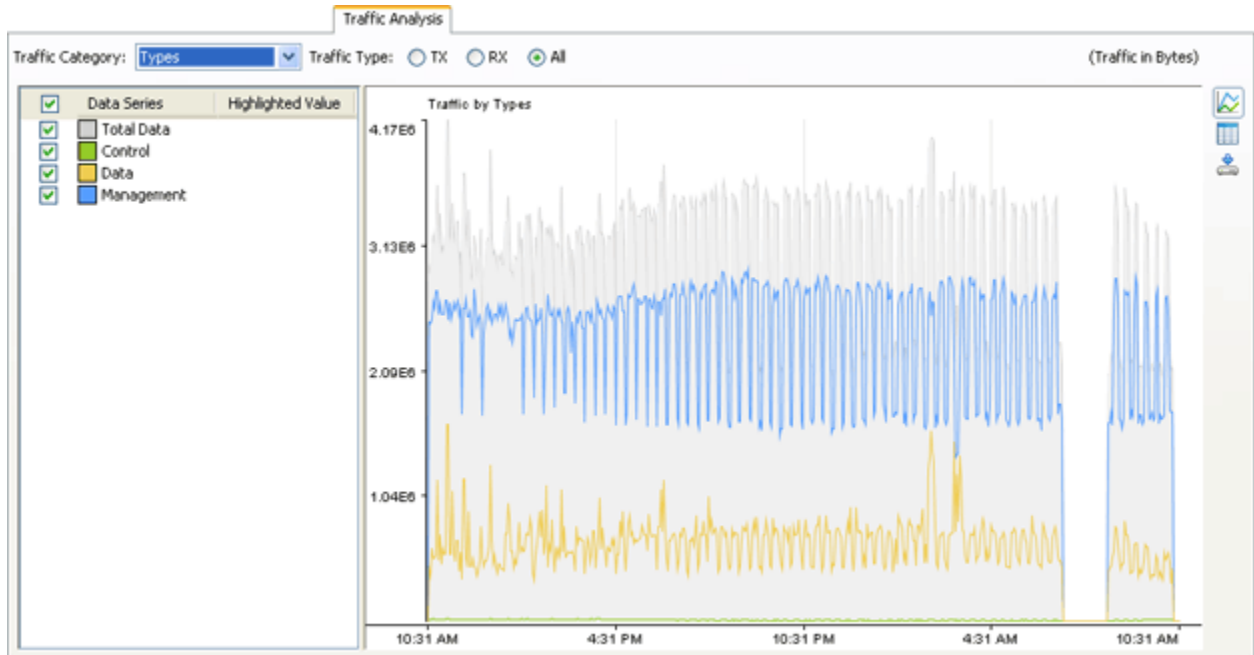 Traffic Analysis
Traffic Category: Types Traffic Type: TX RX All (Traffic in Bytes)
Data Series Highlighted Value
Total Data
Control
Data
Management
Traffic by Types
4.17E6
3.13E6
2.09E6
1.04E6
10:31 AM 4:31 PM 10:31 PM 4:31 AM 10:31 AM